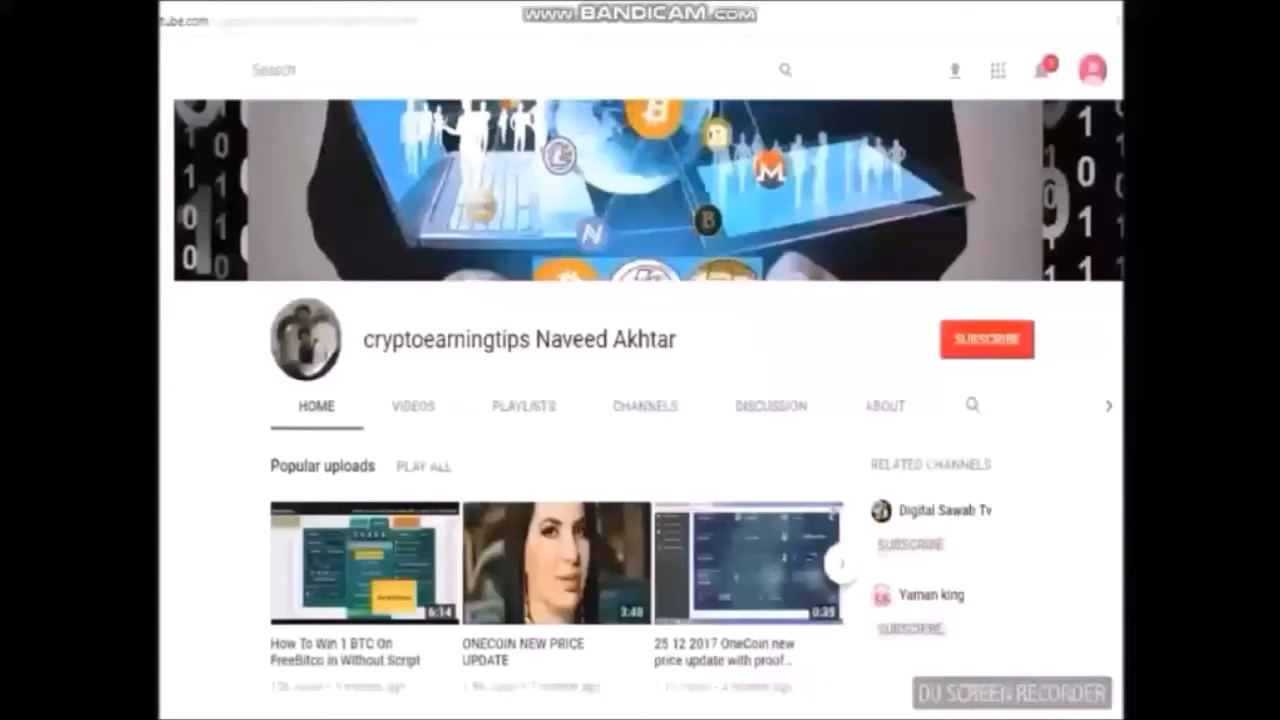 www.BANDICAM.com
tube.com
Search
cryptoearningtips Naveed Akhtar
SUBSCRIBE
HOME VIDEOS PLAYLISTS CHANNELS DISCUSSION ABOUT
Popular uploads PLAY ALL
RELATED CHANNELS
Digital Sawab Tv
SUBSCRIBE
Yaman king
SUBSCRIBE
6:14
3:49
0:39
How To Win 1 BTC On
FreeBitco in Without Script
ONECOIN NEW PRICE
UPDATE
25 12 2017 OneCoin new
price update with proof...
DU SCREEN RECORDER